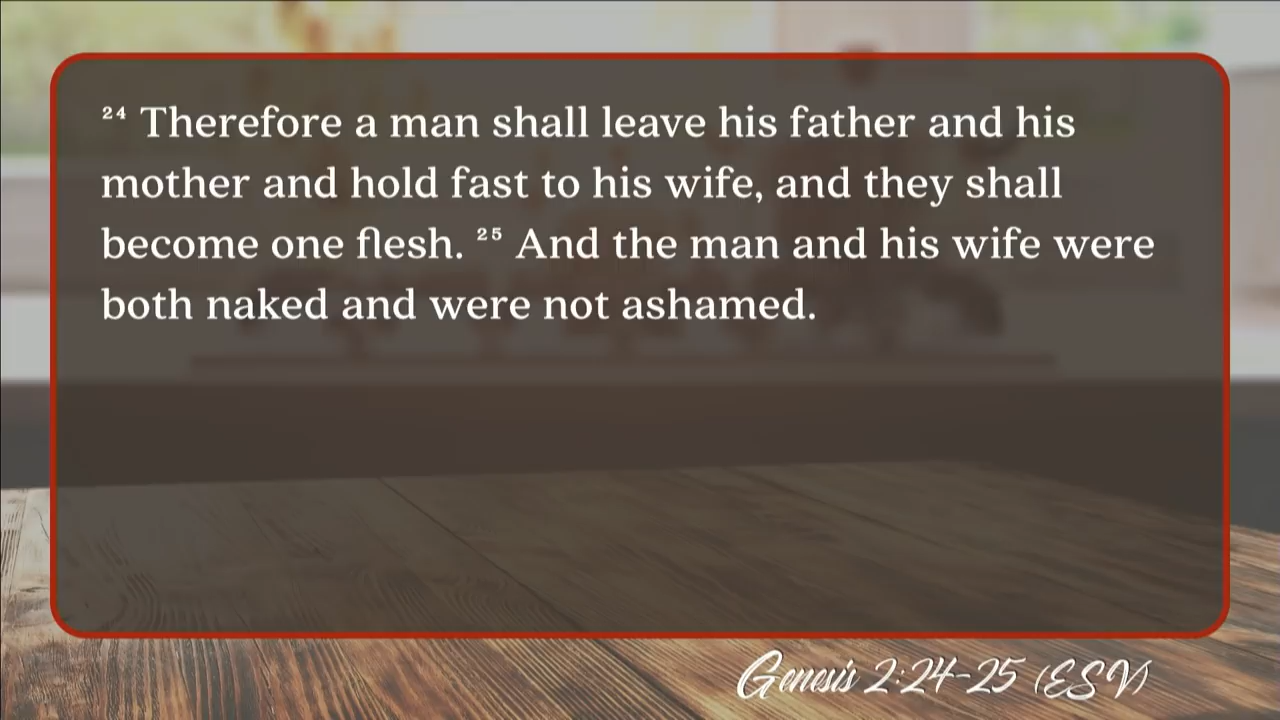 ²⁴ Therefore a man shall leave his father and his
mother and hold fast to his wife, and they shall
become one flesh. ²⁵ And the man and his wife were
both naked and were not ashamed.
Genesis 2:24-25 (ESV)